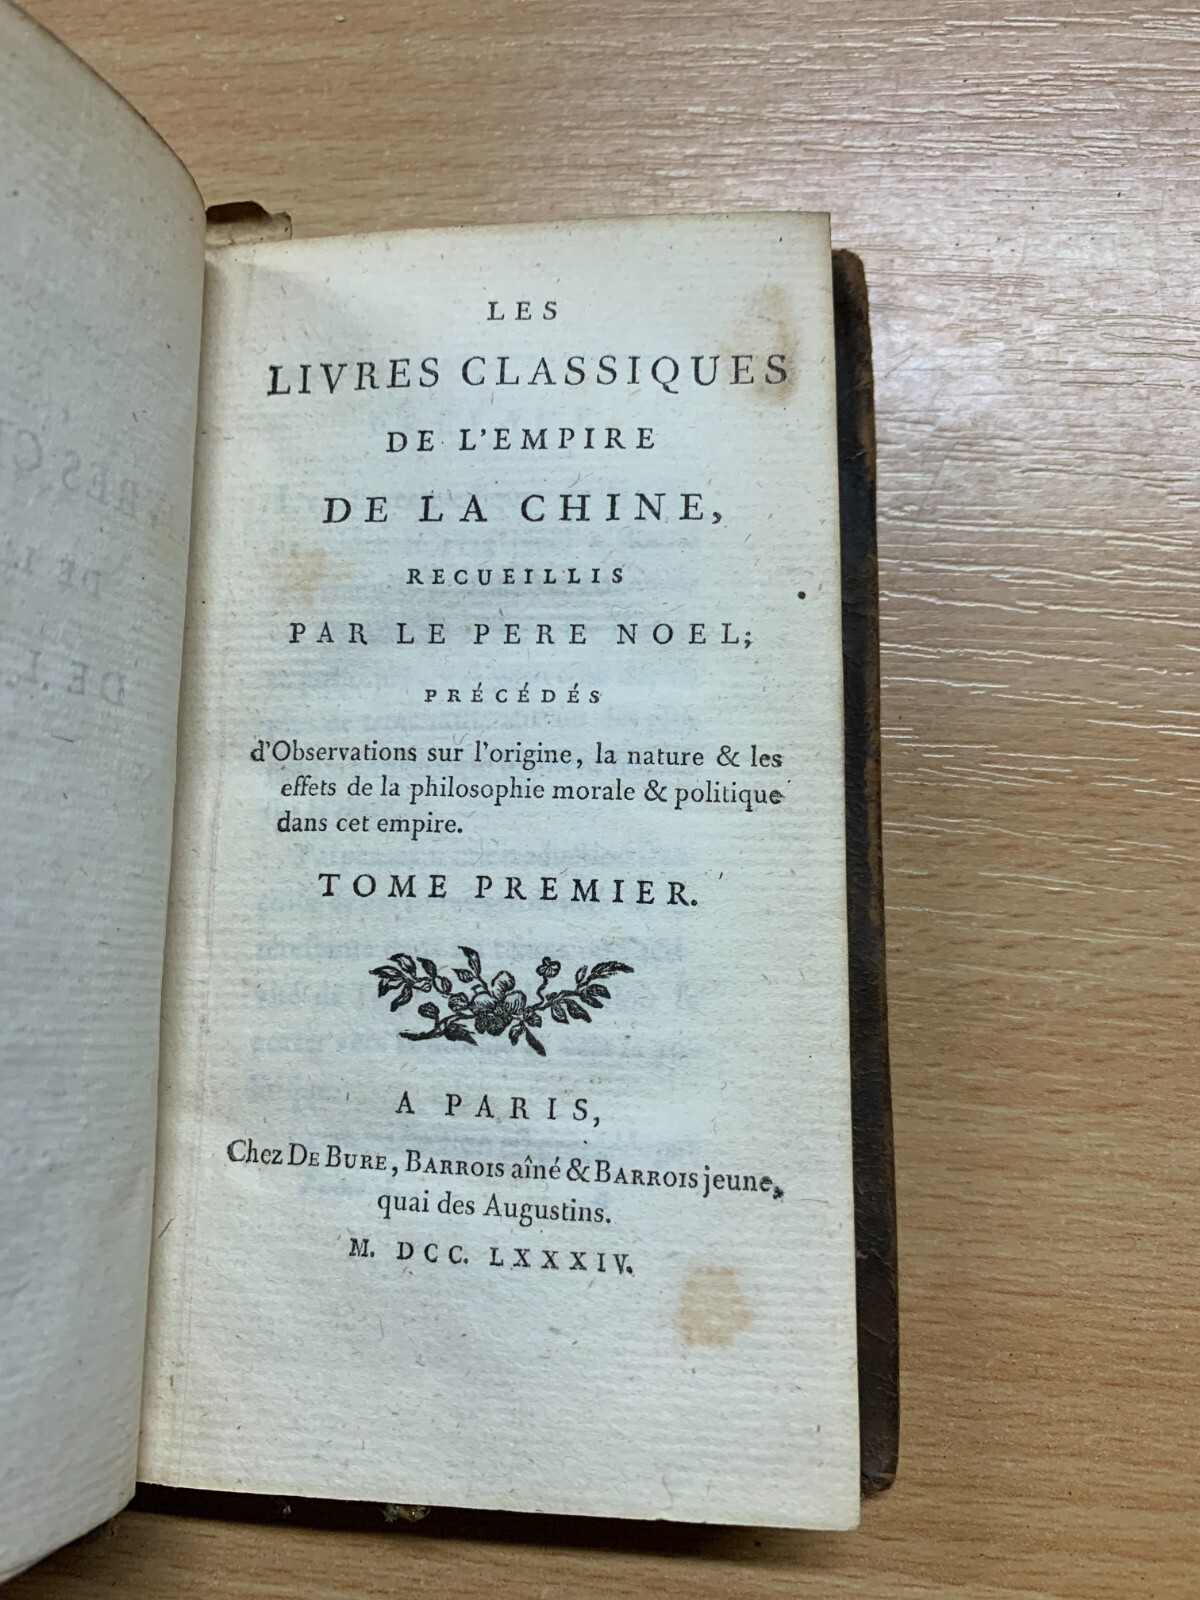 LES
LIVRES CLASSIQUES
DE L'EMPIRE
DE LA CHINE,
RECUEILLIS
PAR LE PERE NOEL;
PRÉCÉDÉS
d'Observations sur l'origine, la nature & les
effets de la philosophie morale & politique
dans cet empire.
TOME PREMIER.
A PARIS,
Chez DE BURE, BARROIS aîné & BARROIS jeune,
quai des Augustins.
M. DCC. LXXXIV.